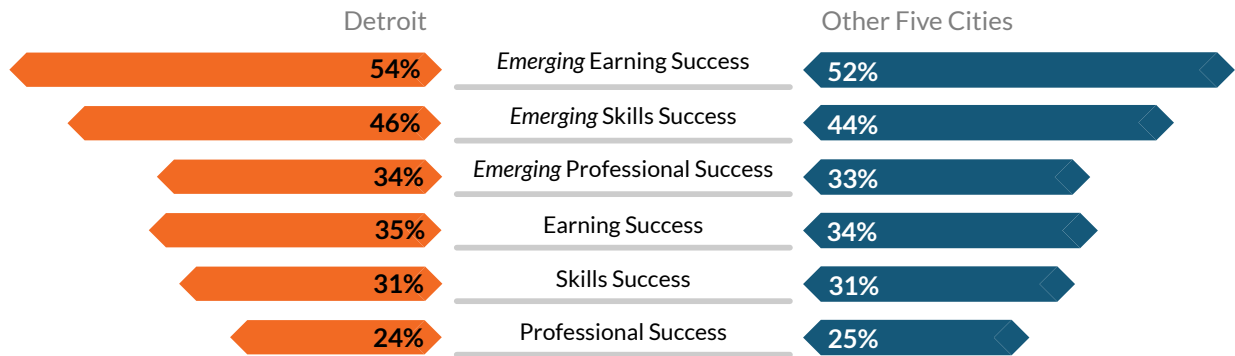 Detroit Other Five Cities
54% Emerging Earning Success 52%
46% Emerging Skills Success 44%
34% Emerging Professional Success 33%
35% Earning Success 34%
31% Skills Success 31%
24% Professional Success 25%